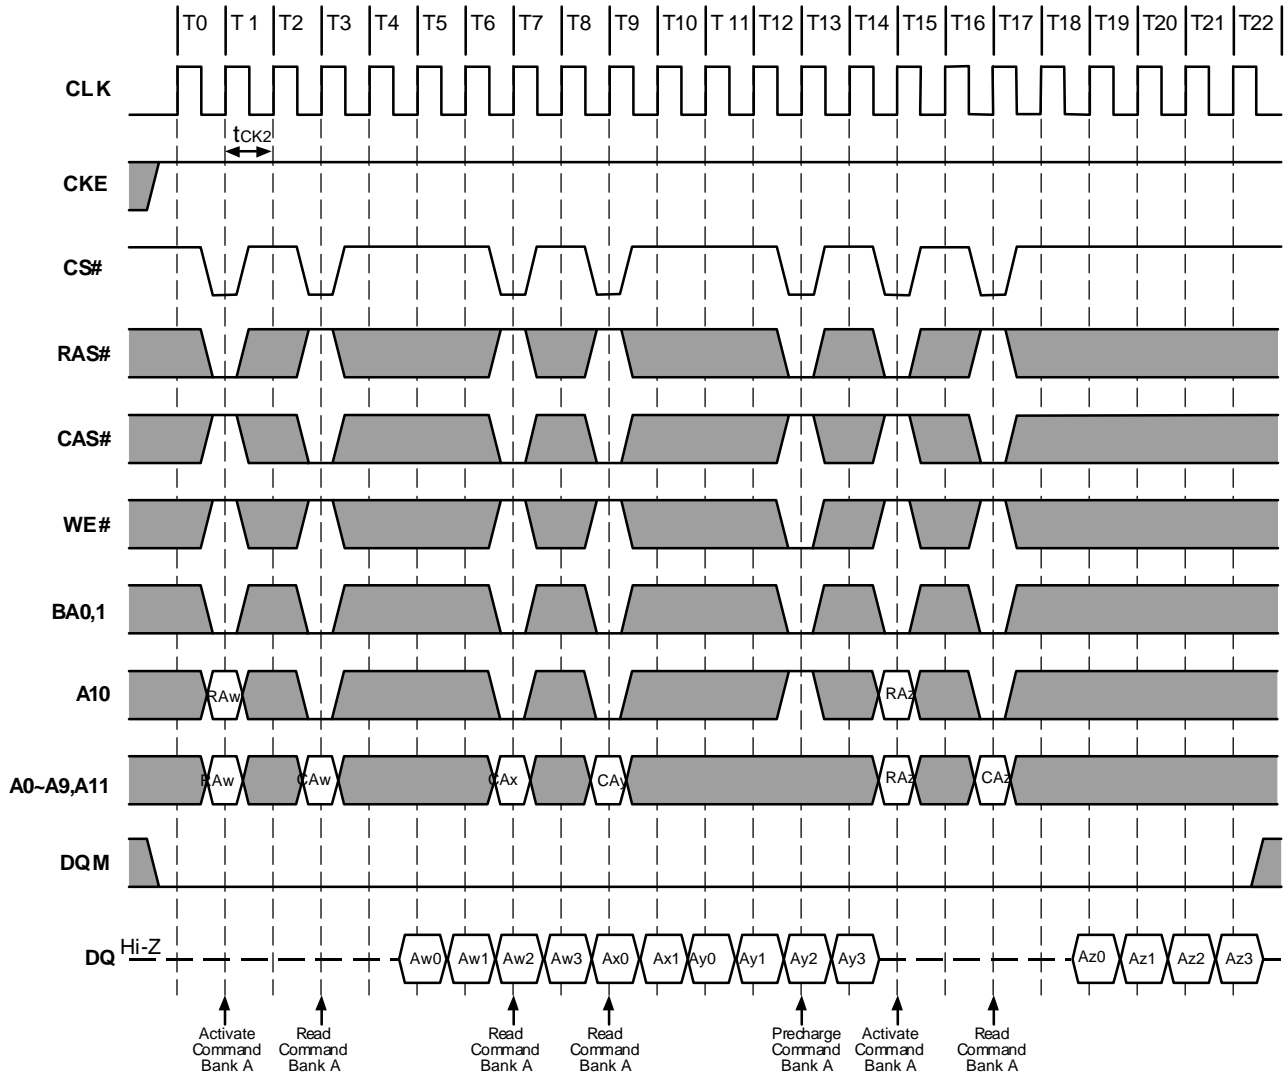 T0 T 1 T2 T3 T4 T5 T6 T7 T8 T9 T10 T 11 T12 T13 T14 T15 T16 T17 T18 T19 T20 T21 T22
CLK
tCK2
CKE
CS#
RAS#
CAS#
WE#
BA0,1
A10
RAw RAz
A0~A9,A11
RAw CAw CAx CAy RAz CAz
DQM
DQ Hi-Z
Aw0 Aw1 Aw2 Aw3 Ax0 Ax1 Ay0 Ay1 Ay2 Ay3 Az0 Az1 Az2 Az3
Activate
Command
Bank A
Read
Command
Bank A
Read
Command
Bank A
Read
Command
Bank A
Precharge
Command
Bank A
Activate
Command
Bank A
Read
Command
Bank A